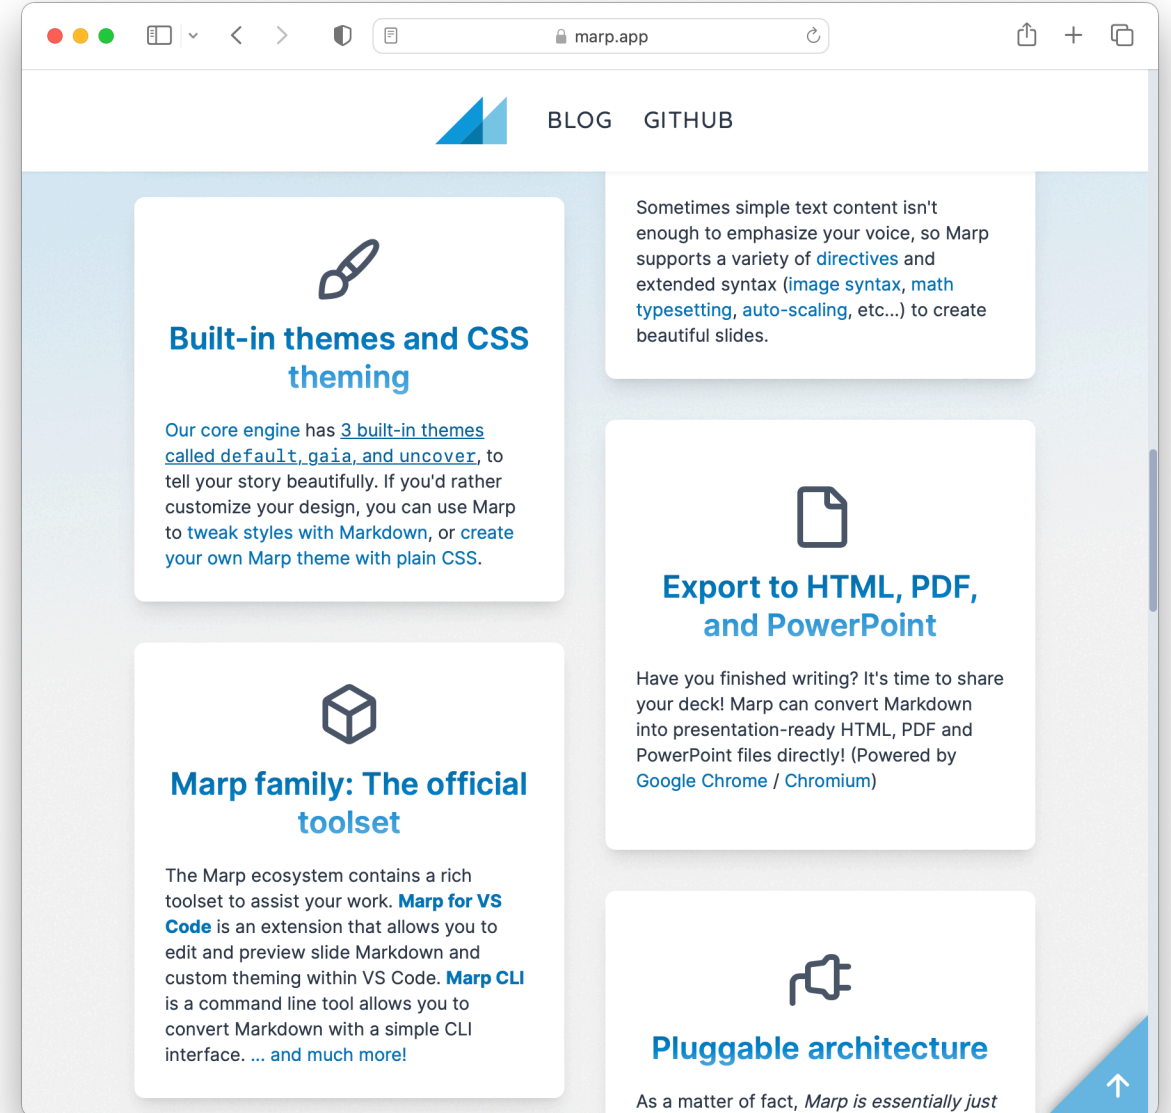 marp.app
BLOG GITHUB
Built-in themes and CSS
theming
Our core engine has 3 built-in themes
called default, gaia, and uncover, to
tell your story beautifully. If you'd rather
customize your design, you can use Marp
to tweak styles with Markdown, or create
your own Marp theme with plain CSS.
Marp family: The official
toolset
The Marp ecosystem contains a rich
toolset to assist your work. Marp for VS
Code is an extension that allows you to
edit and preview slide Markdown and
custom theming within VS Code. Marp CLI
is a command line tool allows you to
convert Markdown with a simple CLI
interface. ... and much more!
Sometimes simple text content isn't
enough to emphasize your voice, so Marp
supports a variety of directives and
extended syntax (image syntax, math
typesetting, auto-scaling, etc...) to create
beautiful slides.
Export to HTML, PDF,
and PowerPoint
Have you finished writing? It's time to share
your deck! Marp can convert Markdown
into presentation-ready HTML, PDF and
PowerPoint files directly! (Powered by
Google Chrome / Chromium)
Pluggable architecture
As a matter of fact, Marp is essentially just